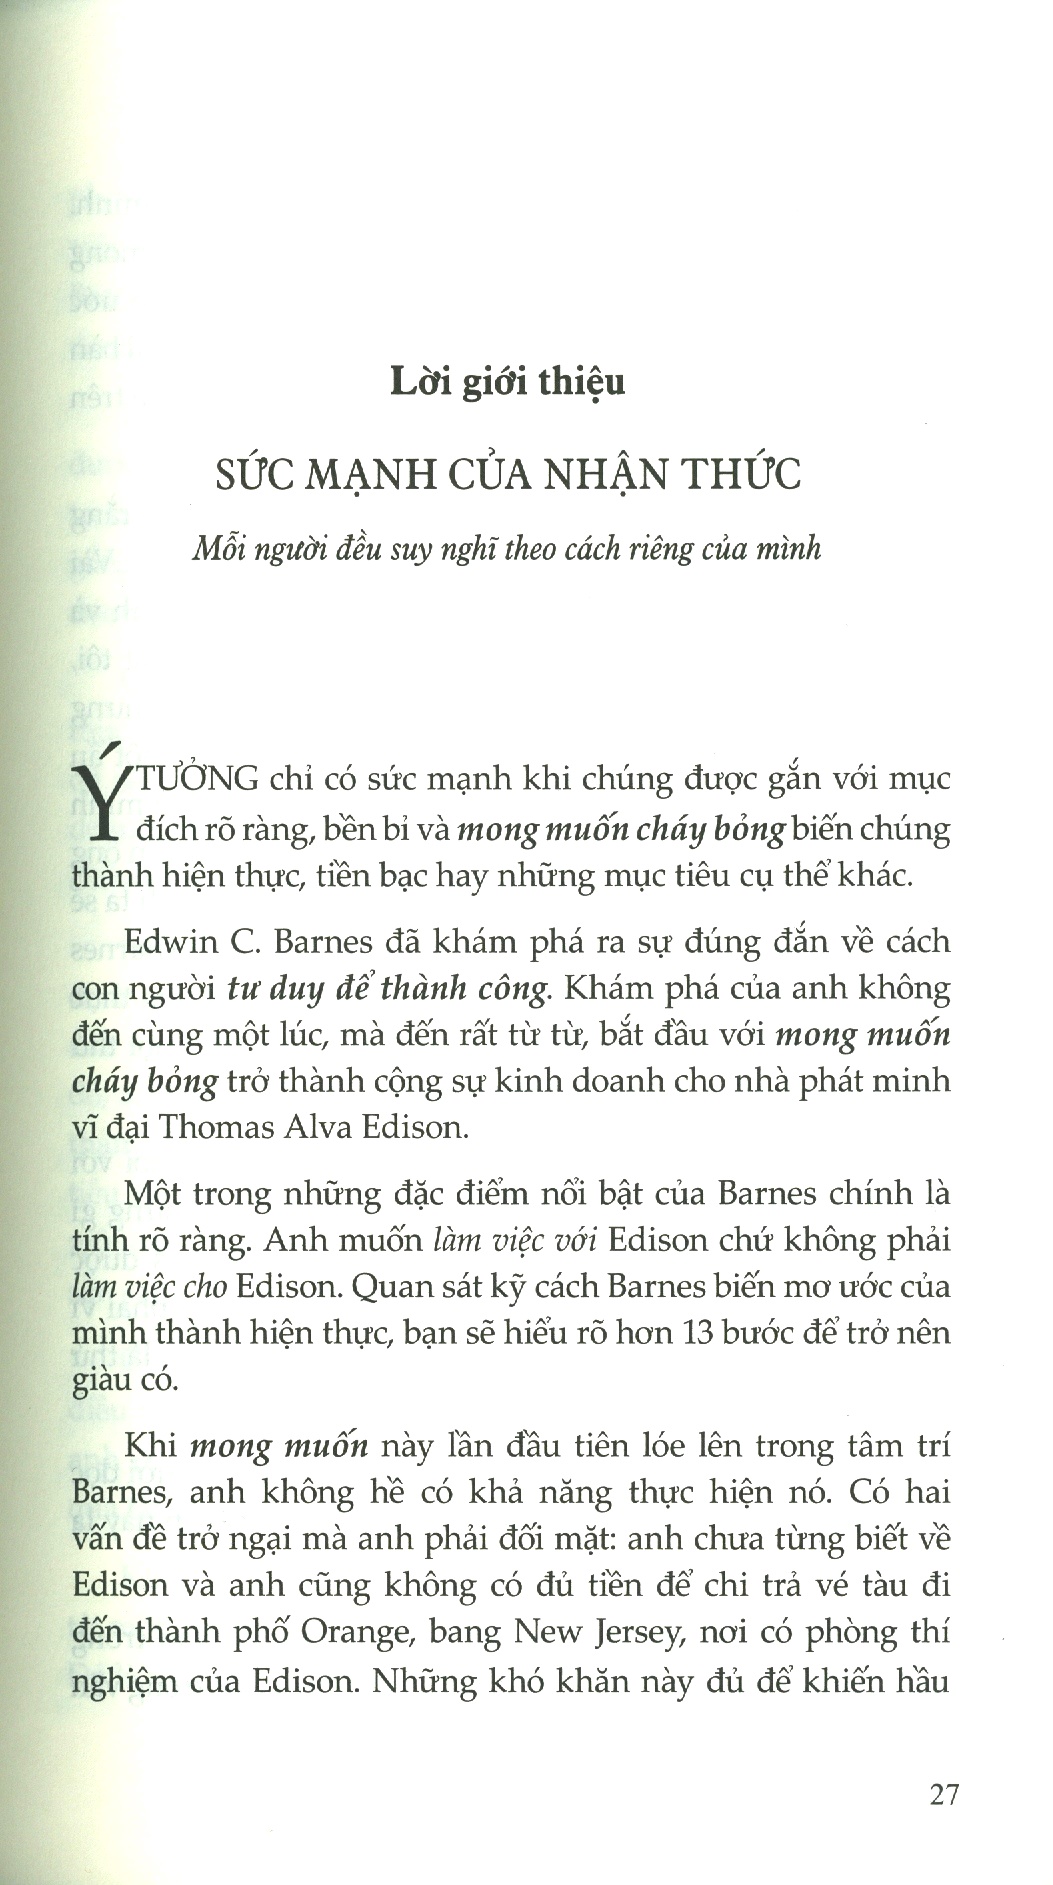 Lời giới thiệu
SỨC MẠNH CỦA NHẬN THỨC
Mỗi người đều suy nghĩ theo cách riêng của mình
Ý TƯỞNG chỉ có sức mạnh khi chúng được gắn với mục
đích rõ ràng, bền bỉ và mong muốn cháy bỏng biến chúng
thành hiện thực, tiền bạc hay những mục tiêu cụ thể khác.
Edwin C. Barnes đã khám phá ra sự đúng đắn về cách
con người tư duy để thành công. Khám phá của anh không
đến cùng một lúc, mà đến rất từ từ, bắt đầu với mong muốn
cháy bỏng trở thành cộng sự kinh doanh cho nhà phát minh
vĩ đại Thomas Alva Edison.
Một trong những đặc điểm nổi bật của Barnes chính là
tính rõ ràng. Anh muốn làm việc với Edison chứ không phải
làm việc cho Edison. Quan sát kỹ cách Barnes biến mơ ước của
mình thành hiện thực, bạn sẽ hiểu rõ hơn 13 bước để trở nên
giàu có.
Khi mong muốn này lần đầu tiên lóe lên trong tâm trí
Barnes, anh không hề có khả năng thực hiện nó. Có hai
vấn đề trở ngại mà anh phải đối mặt: anh chưa từng biết về
Edison và anh cũng không có đủ tiền để chi trả vé tàu đi
đến thành phố Orange, bang New Jersey, nơi có phòng thí
nghiệm của Edison. Những khó khăn này đủ để khiến hầu
27